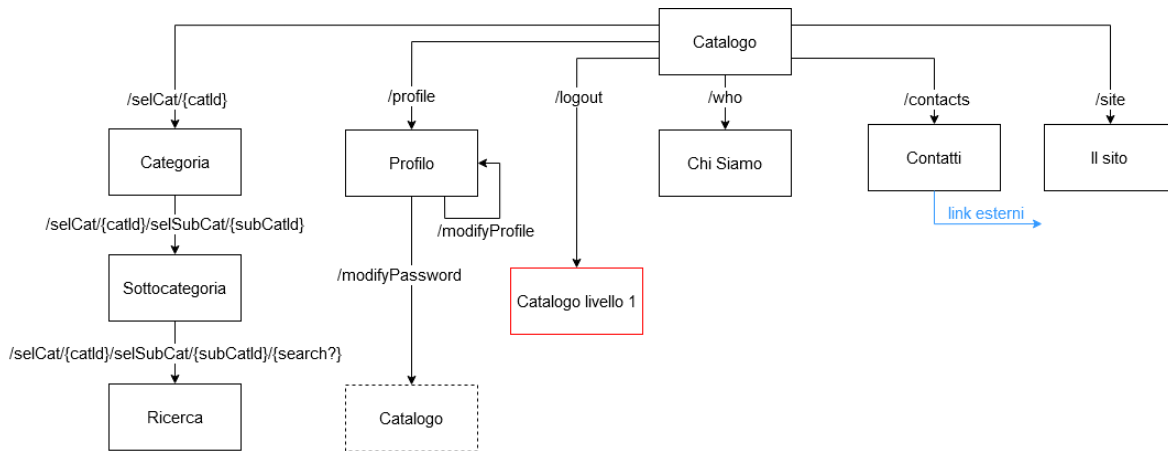 Catalogo
/selCat/{catId}
/profile
/logout
/who
/contacts
/site
Categoria
Profilo
Chi Siamo
Contatti
Il sito
/selCat/{catId}/selSubCat/{subCatId}
/modifyProfile
link esterni
/modifyPassword
Sottocategoria
Catalogo livello 1
/selCat/{catId}/selSubCat/{subCatId}/{search?}
Ricerca
Catalogo